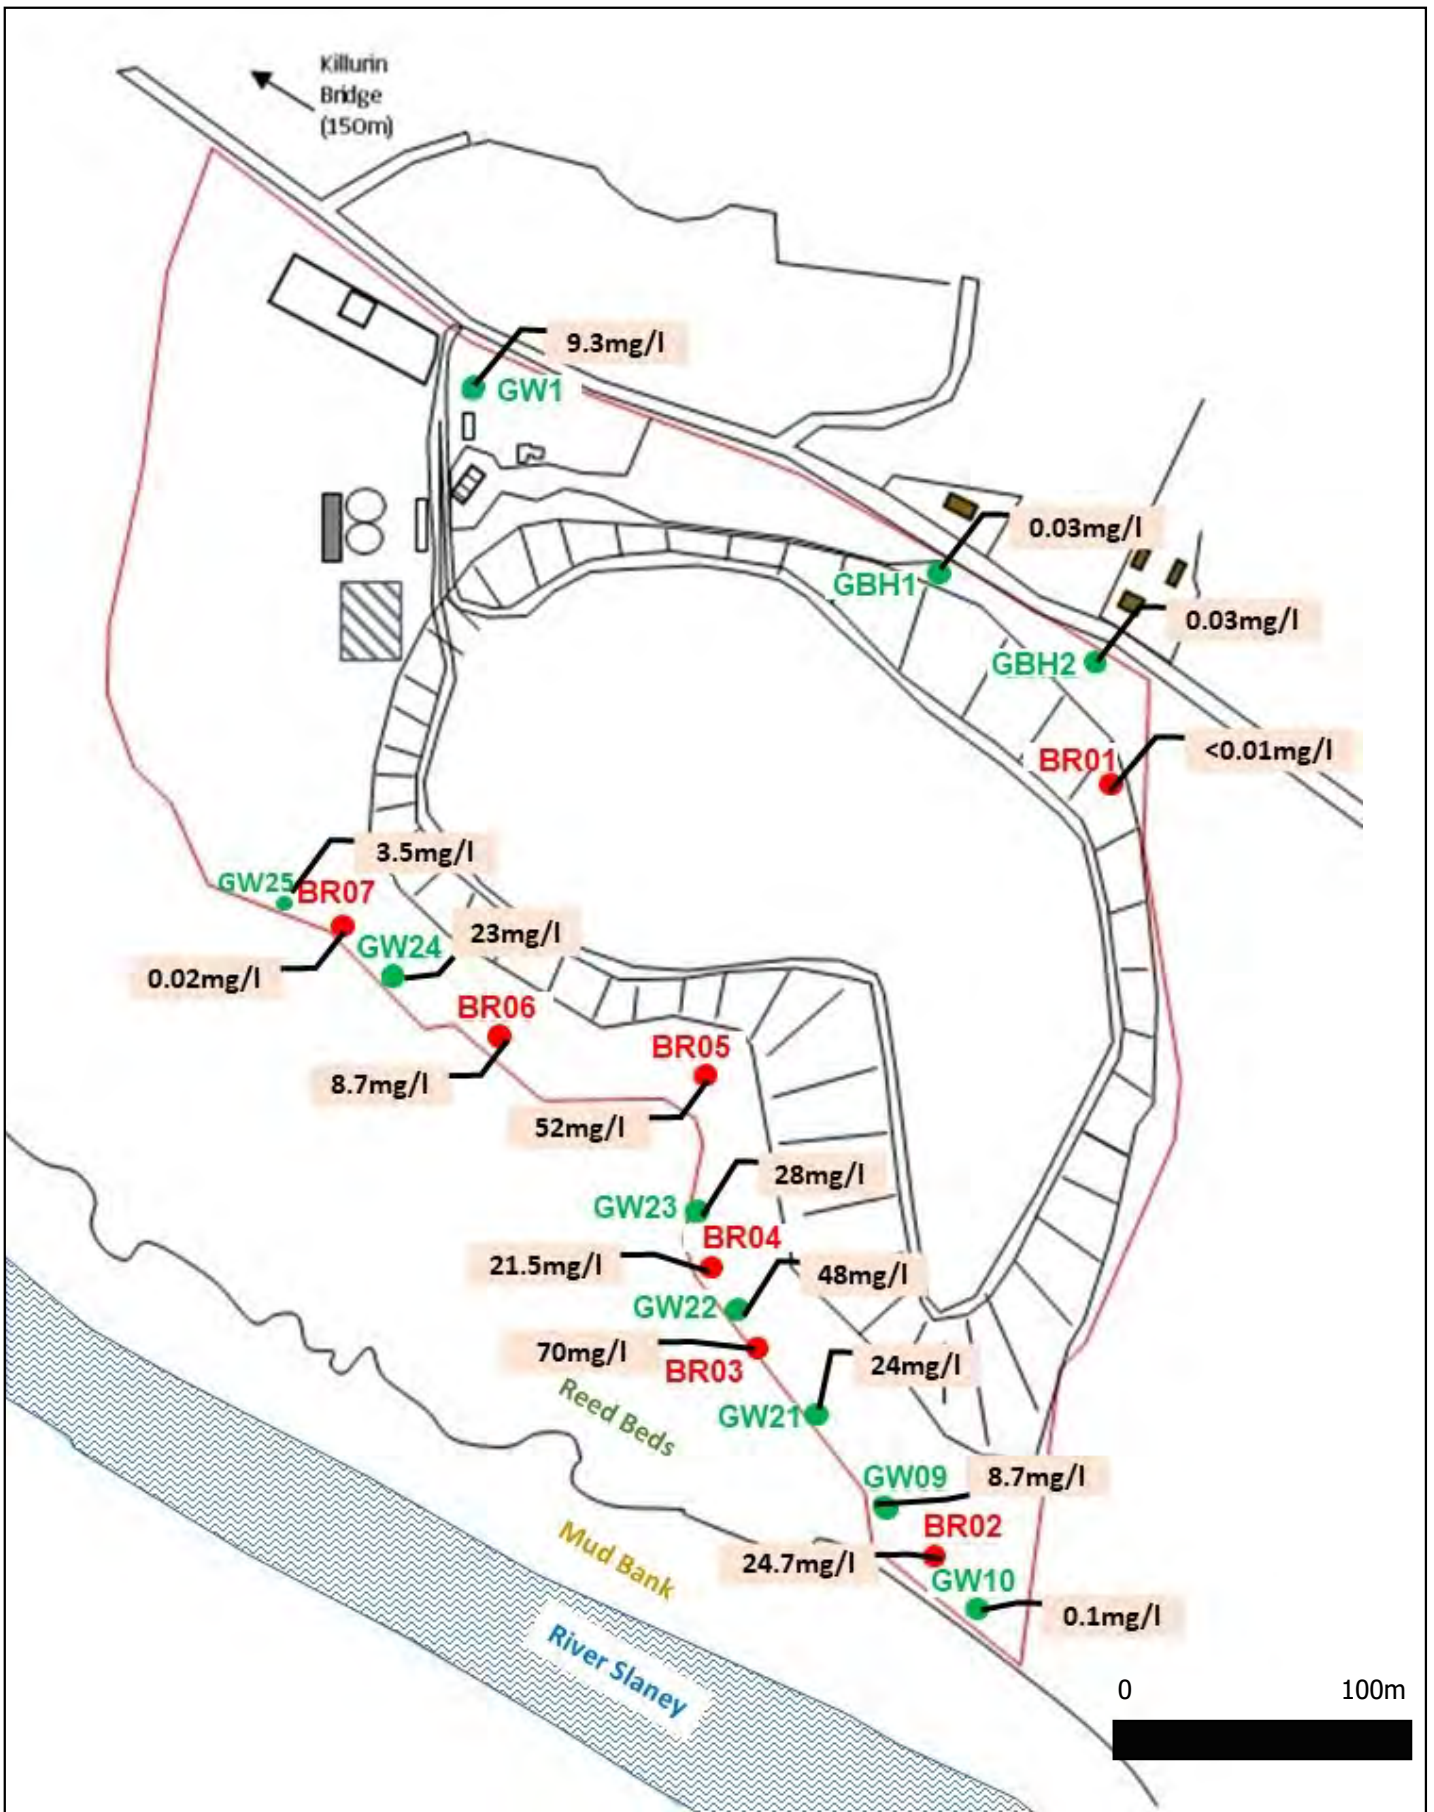 Killurin
Bridge
(150m)
9.3mg/l
GW1
0.03mg/l
GBH1
0.03mg/l
GBH2
BR01
<0.01mg/l
3.5mg/l
GW25
BR07
23mg/l
GW24
0.02mg/l
BR06
BR05
8.7mg/l
52mg/l
28mg/l
GW23
BR04
21.5mg/l
48mg/l
GW22
70mg/l
BR03
24mg/l
Reed Beds
GW21
GW09
8.7mg/l
BR02
Mud Bank
24.7mg/l
GW10
0.1mg/l
River Slaney
0 100m